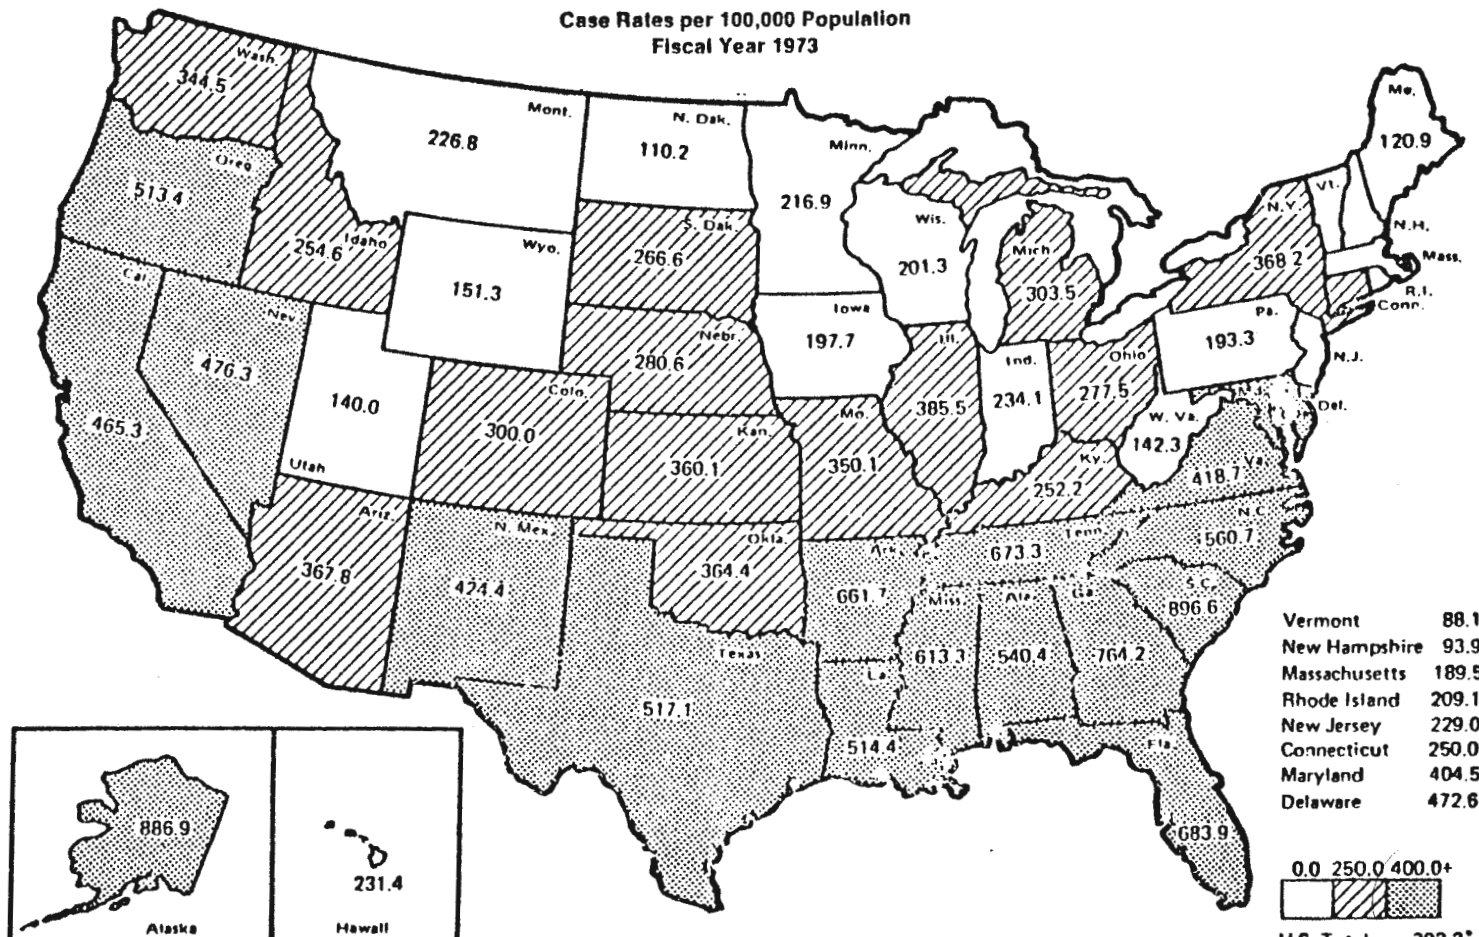 Case Rates per 100,000 Population
Fiscal Year 1973
Wash.
344.5
Oreg.
513.4
Cal.
465.3
Nev.
476.3
Idaho
254.6
Mont.
226.8
Wyo.
151.3
Utah
140.0
Ariz.
367.8
Colo.
300.0
N. Mex.
424.4
N. Dak.
110.2
S. Dak.
266.6
Nebr.
280.6
Kan.
360.1
Okla.
364.4
Texas
517.1
Minn.
216.9
Iowa
197.7
Mo.
350.1
Ark.
661.7
La.
514.4
Wis.
201.3
Ill.
385.5
Mich.
303.5
Ind.
234.1
Ohio
277.5
Ky.
252.2
Tenn.
673.3
Miss.
613.3
Ala.
540.4
Ga.
764.2
Fla.
683.9
S.C.
896.6
N.C.
560.7
Va.
418.7
W. Va.
142.3
Pa.
193.3
N.Y.
368.2
Me.
120.9
Vt.
N.H.
Mass.
R.I.
Conn.
N.J.
Del.
Md.
Vermont 88.1
New Hampshire 93.9
Massachusetts 189.5
Rhode Island 209.1
New Jersey 229.0
Connecticut 250.0
Maryland 404.5
Delaware 472.6
0.0 250.0 400.0+
886.9
Alaska
231.4
Hawaii